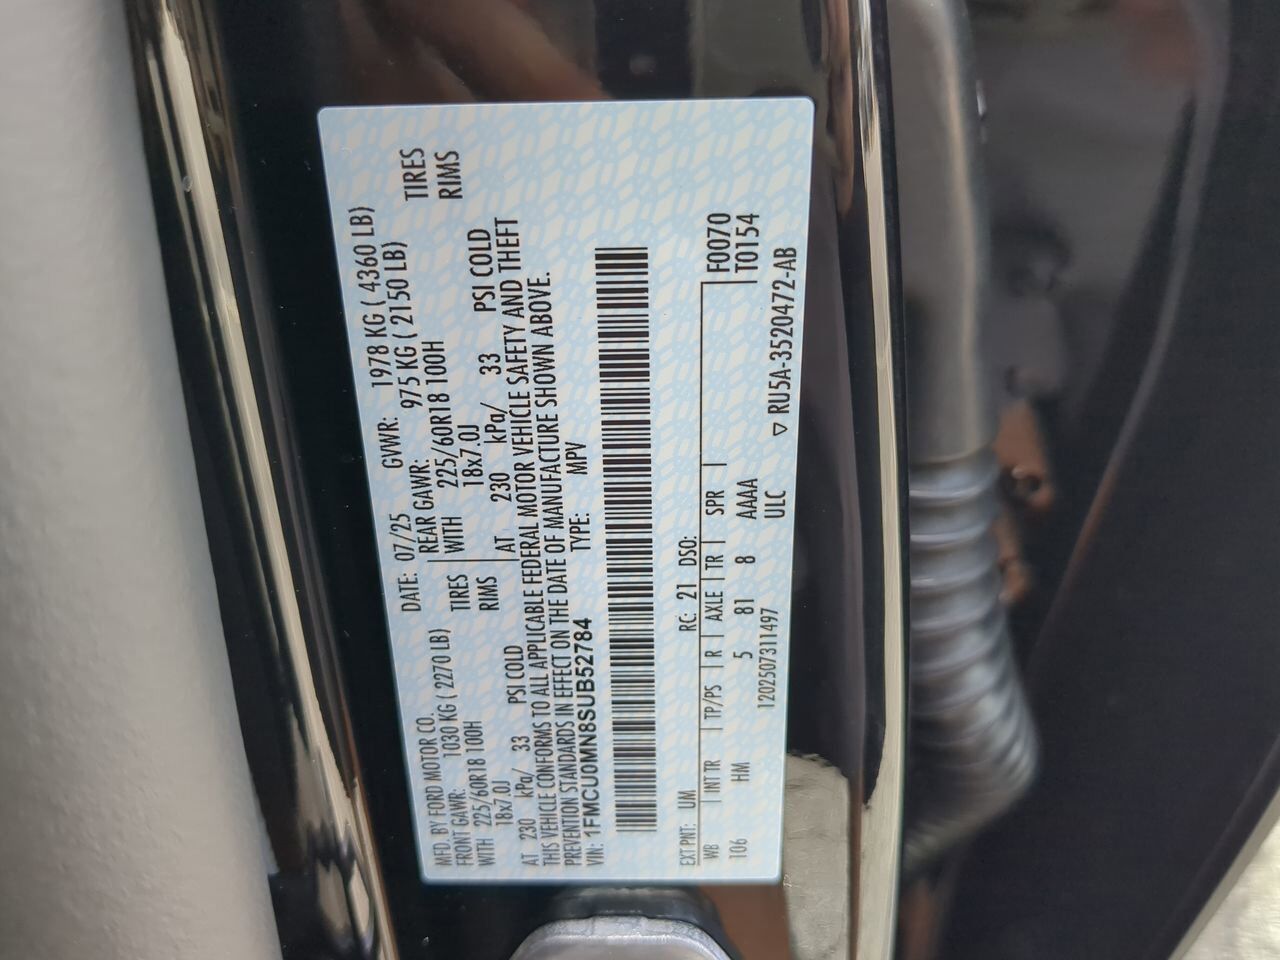 MFD. BY FORD MOTOR CO.
DATE: 07/25 GVWR: 1978 KG ( 4360 LB)
FRONT GAWR: 1030 KG ( 2270 LB) REAR GAWR: 975 KG ( 2150 LB)
WITH 225/60R18 100H TIRES WITH 225/60R18 100H TIRES
18x7.0J RIMS 18x7.0J RIMS
AT 230 kPa/ 33 PSI COLD AT 230 kPa/ 33 PSI COLD
THIS VEHICLE CONFORMS TO ALL APPLICABLE FEDERAL MOTOR VEHICLE SAFETY AND THEFT
PREVENTION STANDARDS IN EFFECT ON THE DATE OF MANUFACTURE SHOWN ABOVE.
VIN: 1FMCU0MN8SUB52784 TYPE: MPV
EXT PNT: UM RC: 21 DSO: F0070
WB INT TR TP/PS R AXLE TR SPR T0154
106 HM 5 81 8 AAAA
1202507311497 ULC ▽ RU5A-3520472-AB